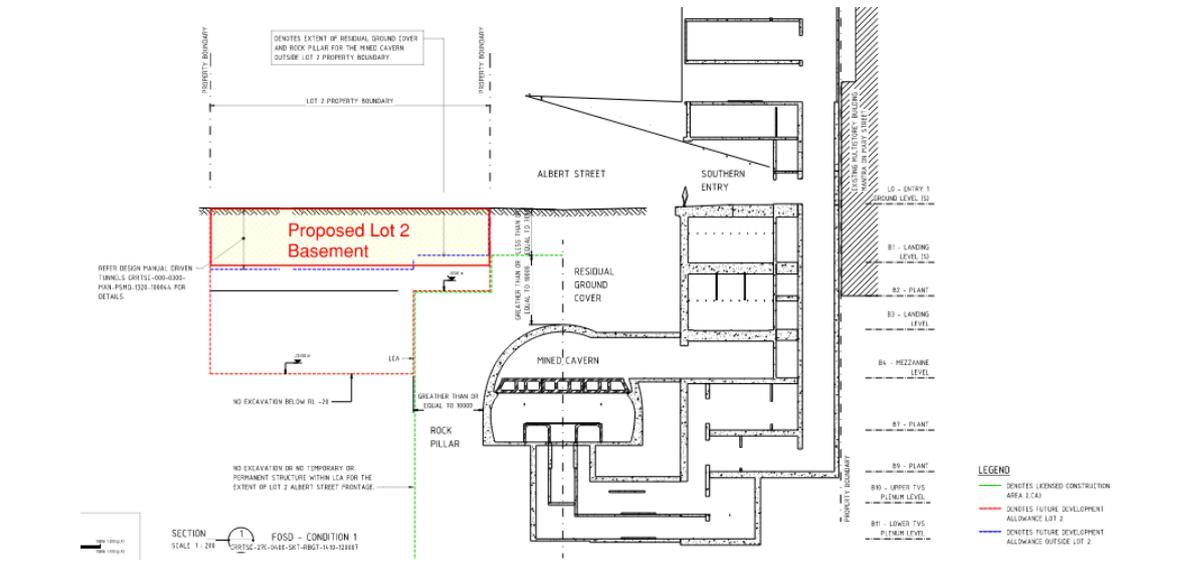 PROPERTY BOUNDARY
PROPERTY BOUNDARY
DENOTES EXTENT OF RESIDUAL GROUND COVER
AND ROCK PILLAR FOR THE MINED CAVERN
OUTSIDE LOT 2 PROPERTY BOUNDARY.
LOT 2 PROPERTY BOUNDARY
ALBERT STREET
SOUTHERN
ENTRY
EXISTING MULTISTOREY BUILDING
MANTRA ON MARY STREET
L0 - ENTRY 1
GROUND LEVEL (S)
Proposed Lot 2
Basement
LESS THAN OR
EQUAL TO
GREATER THAN OR
EQUAL TO 10000
B1 - LANDING
LEVEL (S)
REFER DESIGN MANUAL DRIVEN
TUNNELS CRRTSC-000-0300-
MAN-PSMQ-1320-100044 FOR
DETAILS
RESIDUAL
GROUND
COVER
B2 - PLANT
B3 - LANDING
LEVEL
LCA
MINED CAVERN
B4 - MEZZANINE
LEVEL
NO EXCAVATION BELOW RL -20
GREATHER THAN OR
EQUAL TO 10000
ROCK
PILLAR
B7 - PLANT
B9 - PLANT
PROPERTY BOUNDARY
NO EXCAVATION OR NO TEMPORARY OR
PERMANENT STRUCTURE WITHIN LCA FOR THE
EXTENT OF LOT 2 ALBERT STREET FRONTAGE.
B10 - UPPER TVS
PLENUM LEVEL
B11 - LOWER TVS
PLENUM LEVEL
LEGEND
DENOTES LICENSED CONSTRUCTION
AREA (LCA)
DENOTES FUTURE DEVELOPMENT
ALLOWANCE LOT 2
DENOTES FUTURE DEVELOPMENT
ALLOWANCE OUTSIDE LOT 2
SECTION
SCALE 1 : 200
1
FOSD - CONDITION 1